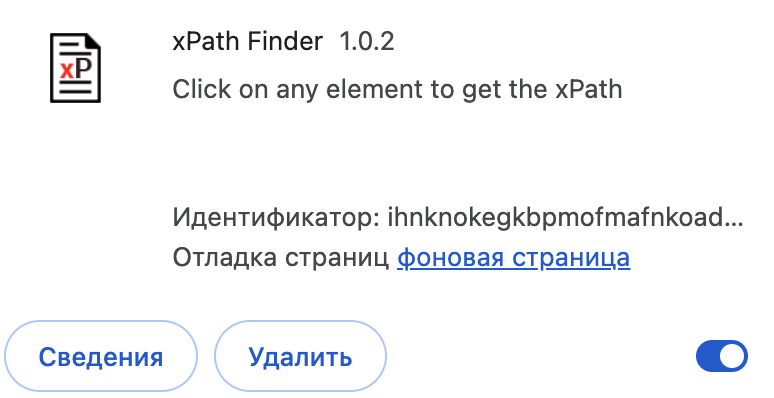 xP
xPath Finder 1.0.2
Click on any element to get the xPath
Идентификатор: ihnknokegkbpmofmafnkoad...
Отладка страниц фоновая страница
Сведения Удалить